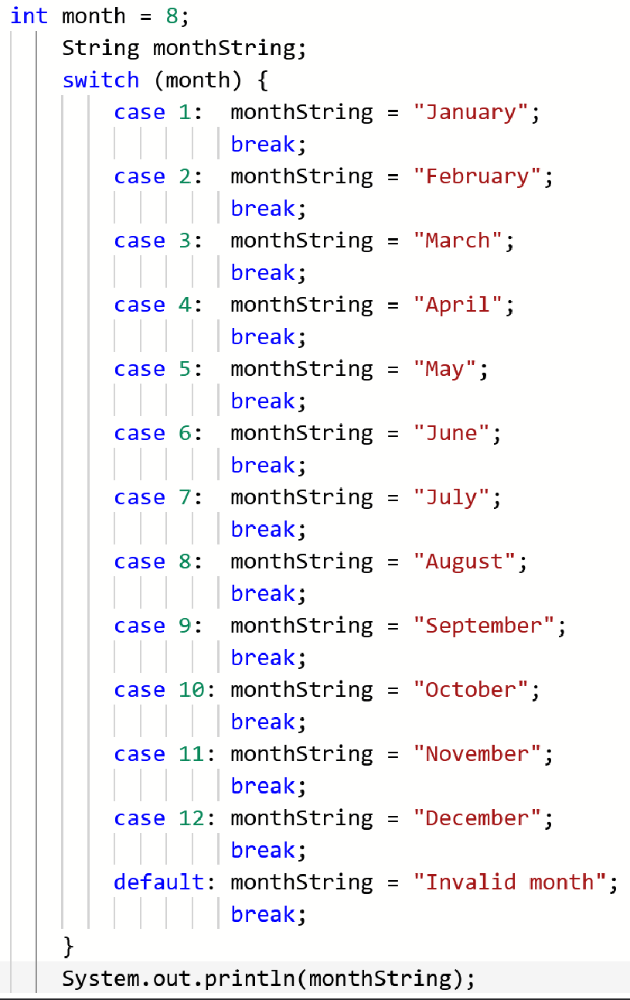 int month = 8;
String monthString;
switch (month) {
case 1:  monthString = "January";
break;
case 2:  monthString = "February";
break;
case 3:  monthString = "March";
break;
case 4:  monthString = "April";
break;
case 5:  monthString = "May";
break;
case 6:  monthString = "June";
break;
case 7:  monthString = "July";
break;
case 8:  monthString = "August";
break;
case 9:  monthString = "September";
break;
case 10: monthString = "October";
break;
case 11: monthString = "November";
break;
case 12: monthString = "December";
break;
default: monthString = "Invalid month";
break;
}
System.out.println(monthString);